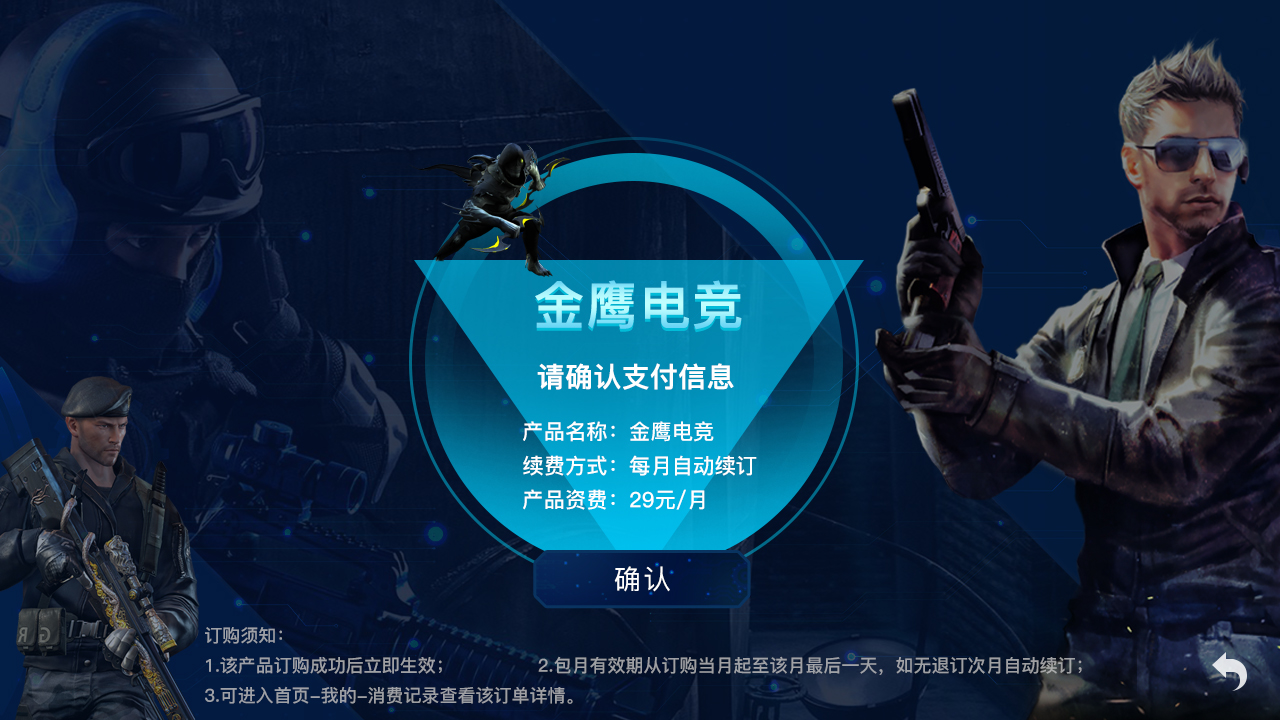 金鹰电竞
请确认支付信息
产品名称：金鹰电竞
续费方式：每月自动续订
产品资费：29元/月
确认
订购须知：
1.该产品订购成功后立即生效； 2.包月有效期从订购当月起至该月最后一天，如无退订次月自动续订；
3.可进入首页-我的-消费记录查看该订单详情。